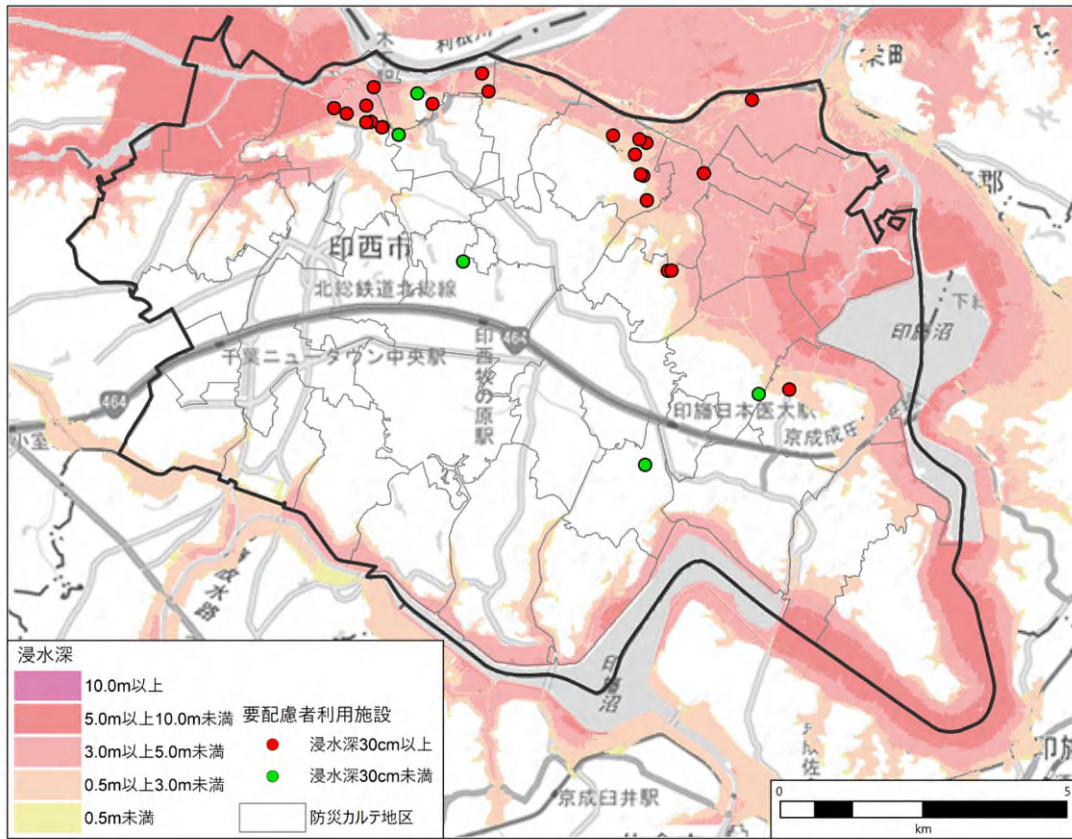 利根川
木
印西市
北総鉄道北総線
千葉ニュータウン中央駅
印西牧の原駅
464
464
小室
郡
印旛沼
印旛日本医大駅
京成成田
印旛沼
京成臼井駅
印旛
浸水深
10.0m以上
5.0m以上10.0m未満
3.0m以上5.0m未満
0.5m以上3.0m未満
0.5m未満
要配慮者利用施設
浸水深30cm以上
浸水深30cm未満
防災カルテ地区
0
5
km